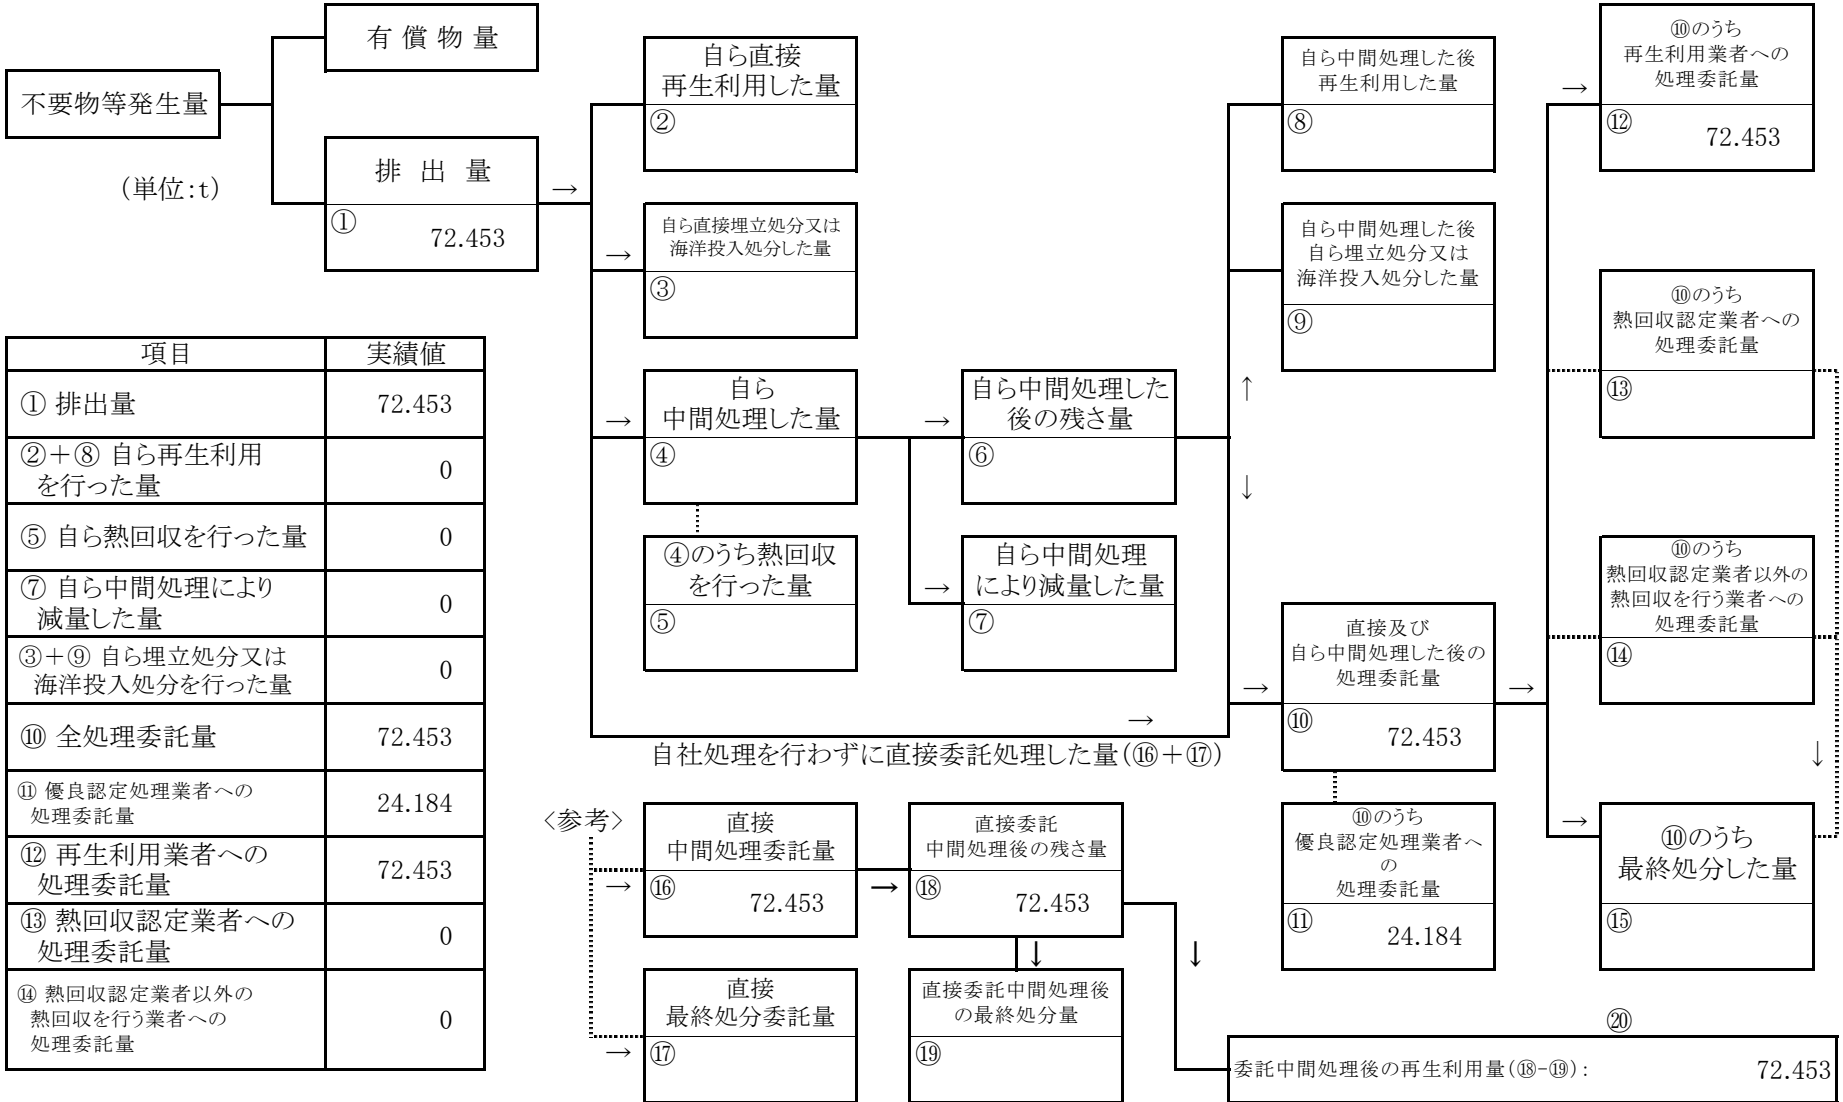 有償物量
不要物等発生量
(単位:t)
排出量
→
①
72.453
自ら直接
再生利用した量
②
→
自ら直接埋立処分又は
海洋投入処分した量
③
→
自ら
中間処理した量
④
④のうち熱回収
を行った量
⑤
→
自ら中間処理した
後の残さ量
⑥
→
自ら中間処理
により減量した量
⑦
↑
↓
自ら中間処理した後
再生利用した量
⑧
自ら中間処理した後
自ら埋立処分又は
海洋投入処分した量
⑨
→
自社処理を行わずに直接委託処理した量(⑯+⑰)
→
直接及び
自ら中間処理した後の
処理委託量
⑩
72.453
→
⑩のうち
優良認定処理業者へ
の
処理委託量
⑪
24.184
→
⑩のうち
再生利用業者への
処理委託量
⑫
72.453
⑩のうち
熱回収認定業者への
処理委託量
⑬
⑩のうち
熱回収認定業者以外の
熱回収を行う業者への
処理委託量
⑭
↓
→
⑩のうち
最終処分した量
⑮
項目 実績値
① 排出量 72.453
②+⑧ 自ら再生利用
を行った量 0
⑤ 自ら熱回収を行った量 0
⑦ 自ら中間処理により
減量した量 0
③+⑨ 自ら埋立処分又は
海洋投入処分を行った量 0
⑩ 全処理委託量 72.453
⑪ 優良認定処理業者への
処理委託量 24.184
⑫ 再生利用業者への
処理委託量 72.453
⑬ 熱回収認定業者への
処理委託量 0
⑭ 熱回収認定業者以外の
熱回収を行う業者への
処理委託量 0
<参考>
→
直接
中間処理委託量
⑯
72.453
→
直接委託
中間処理後の残さ量
⑱
72.453
↓
↓
→
直接
最終処分委託量
⑰
直接委託中間処理後
の最終処分量
⑲
⑳
委託中間処理後の再生利用量(⑱-⑲): 72.453